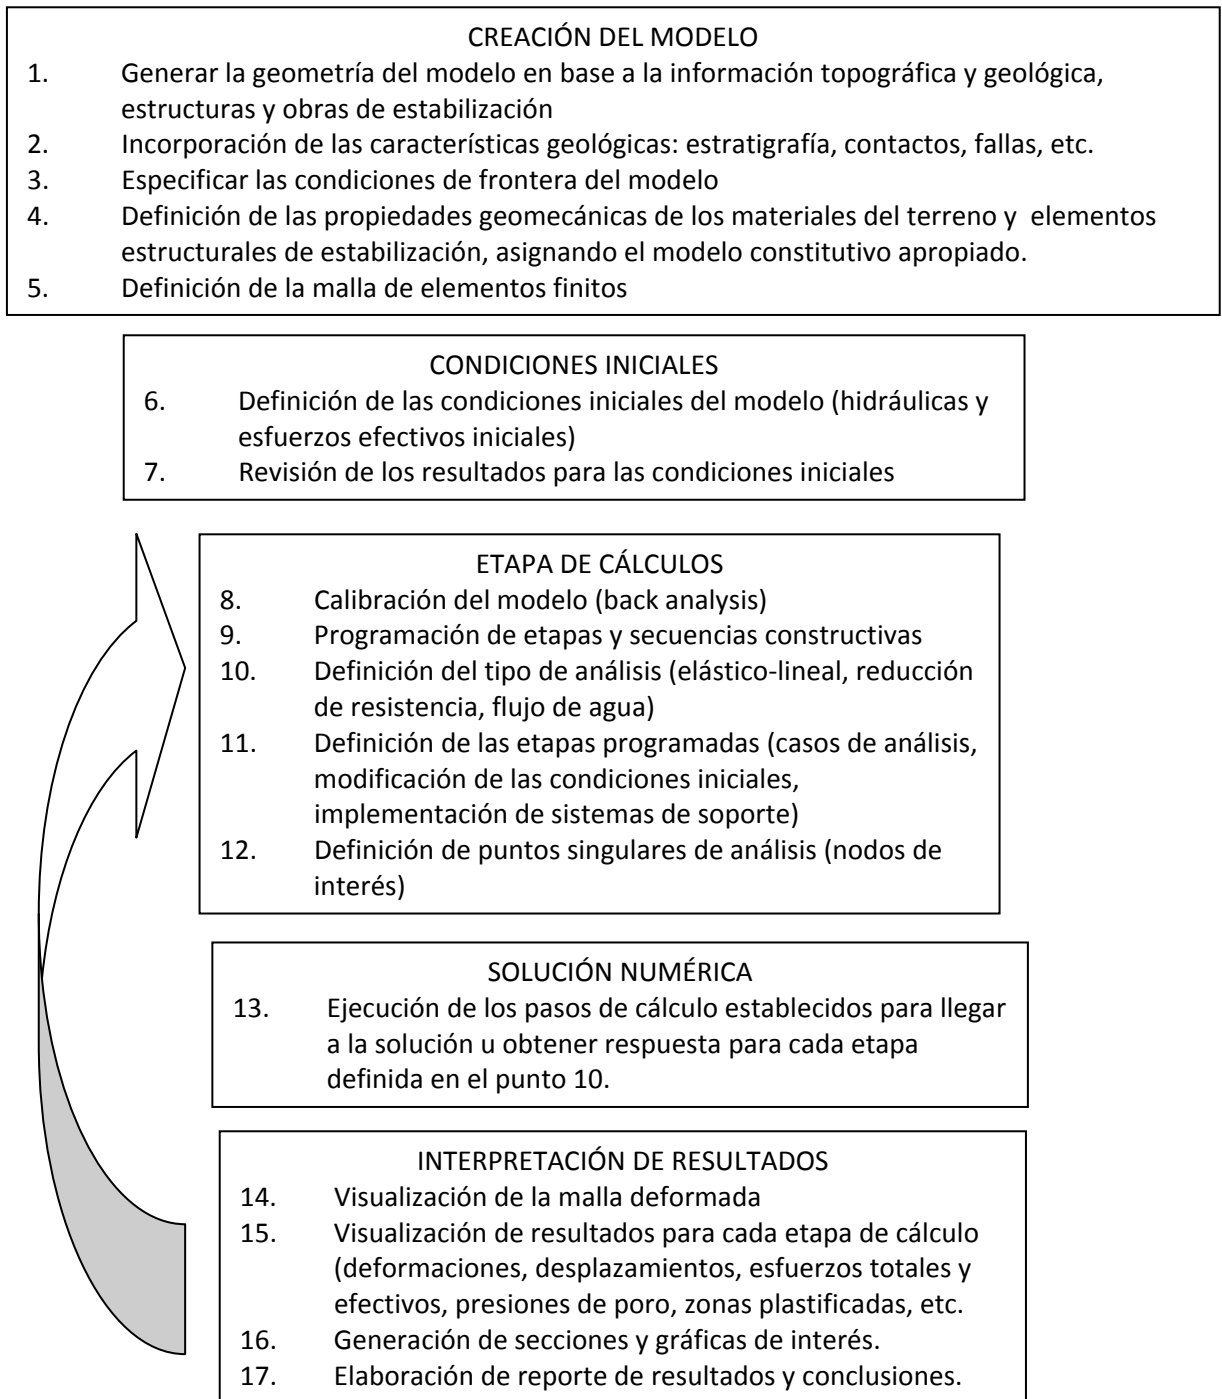 CREACIÓN DEL MODELO
1. Generar la geometría del modelo en base a la información topográfica y geológica,
estructuras y obras de estabilización
2. Incorporación de las características geológicas: estratigrafía, contactos, fallas, etc.
3. Especificar las condiciones de frontera del modelo
4. Definición de las propiedades geomecánicas de los materiales del terreno y elementos
estructurales de estabilización, asignando el modelo constitutivo apropiado.
5. Definición de la malla de elementos finitos
CONDICIONES INICIALES
6. Definición de las condiciones iniciales del modelo (hidráulicas y
esfuerzos efectivos iniciales)
7. Revisión de los resultados para las condiciones iniciales
ETAPA DE CÁLCULOS
8. Calibración del modelo (back analysis)
9. Programación de etapas y secuencias constructivas
10. Definición del tipo de análisis (elástico-lineal, reducción
de resistencia, flujo de agua)
11. Definición de las etapas programadas (casos de análisis,
modificación de las condiciones iniciales,
implementación de sistemas de soporte)
12. Definición de puntos singulares de análisis (nodos de
interés)
SOLUCIÓN NUMÉRICA
13. Ejecución de los pasos de cálculo establecidos para llegar
a la solución u obtener respuesta para cada etapa
definida en el punto 10.
INTERPRETACIÓN DE RESULTADOS
14. Visualización de la malla deformada
15. Visualización de resultados para cada etapa de cálculo
(deformaciones, desplazamientos, esfuerzos totales y
efectivos, presiones de poro, zonas plastificadas, etc.
16. Generación de secciones y gráficas de interés.
17. Elaboración de reporte de resultados y conclusiones.